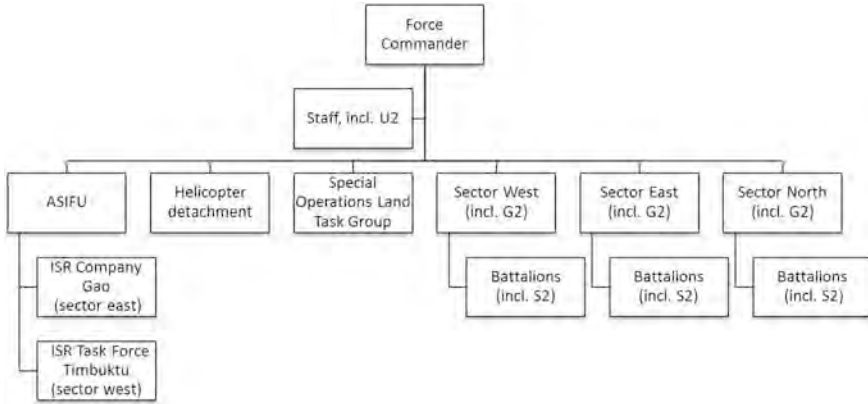 Force
Commander
Staff, incl. U2
ASIFU
Helicopter
detachment
Special
Operations Land
Task Group
Sector West
(incl. G2)
Sector East
(incl. G2)
Sector North
(incl. G2)
ISR Company
Gao
(sector east)
Battalions
(incl. S2)
Battalions
(incl. S2)
Battalions
(incl. S2)
ISR Task Force
Timbuktu
(sector west)